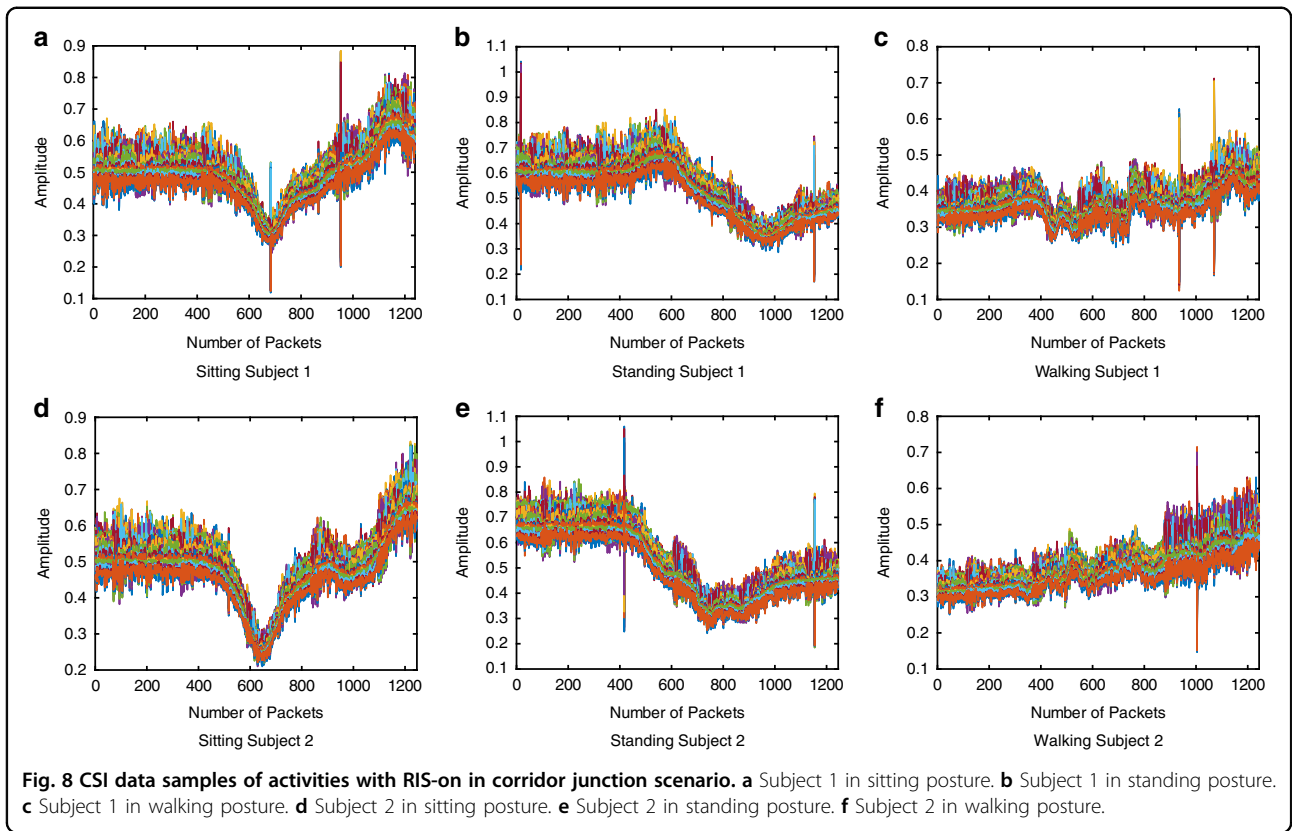 a
0.9
0.8
0.7
0.6
0.5
0.4
0.3
0.2
0.1
Amplitude
0 200 400 600 800 1000 1200
Number of Packets
Sitting Subject 1
b
1.1
1
0.9
0.8
0.7
0.6
0.5
0.4
0.3
0.2
0.1
Amplitude
0 200 400 600 800 1000 1200
Number of Packets
Standing Subject 1
c
0.8
0.7
0.6
0.5
0.4
0.3
0.2
0.1
Amplitude
0 200 400 600 800 1000 1200
Number of Packets
Walking Subject 1
d
0.9
0.8
0.7
0.6
0.5
0.4
0.3
0.2
Amplitude
0 200 400 600 800 1000 1200
Number of Packets
Sitting Subject 2
e
1.1
1
0.9
0.8
0.7
0.6
0.5
0.4
0.3
0.2
0.1
Amplitude
0 200 400 600 800 1000 1200
Number of Packets
Standing Subject 2
f
0.8
0.7
0.6
0.5
0.4
0.3
0.2
0.1
Amplitude
0 200 400 600 800 1000 1200
Number of Packets
Walking Subject 2
Fig. 8 CSI data samples of activities with RIS-on in corridor junction scenario. a Subject 1 in sitting posture. b Subject 1 in standing posture.
c Subject 1 in walking posture. d Subject 2 in sitting posture. e Subject 2 in standing posture. f Subject 2 in walking posture.